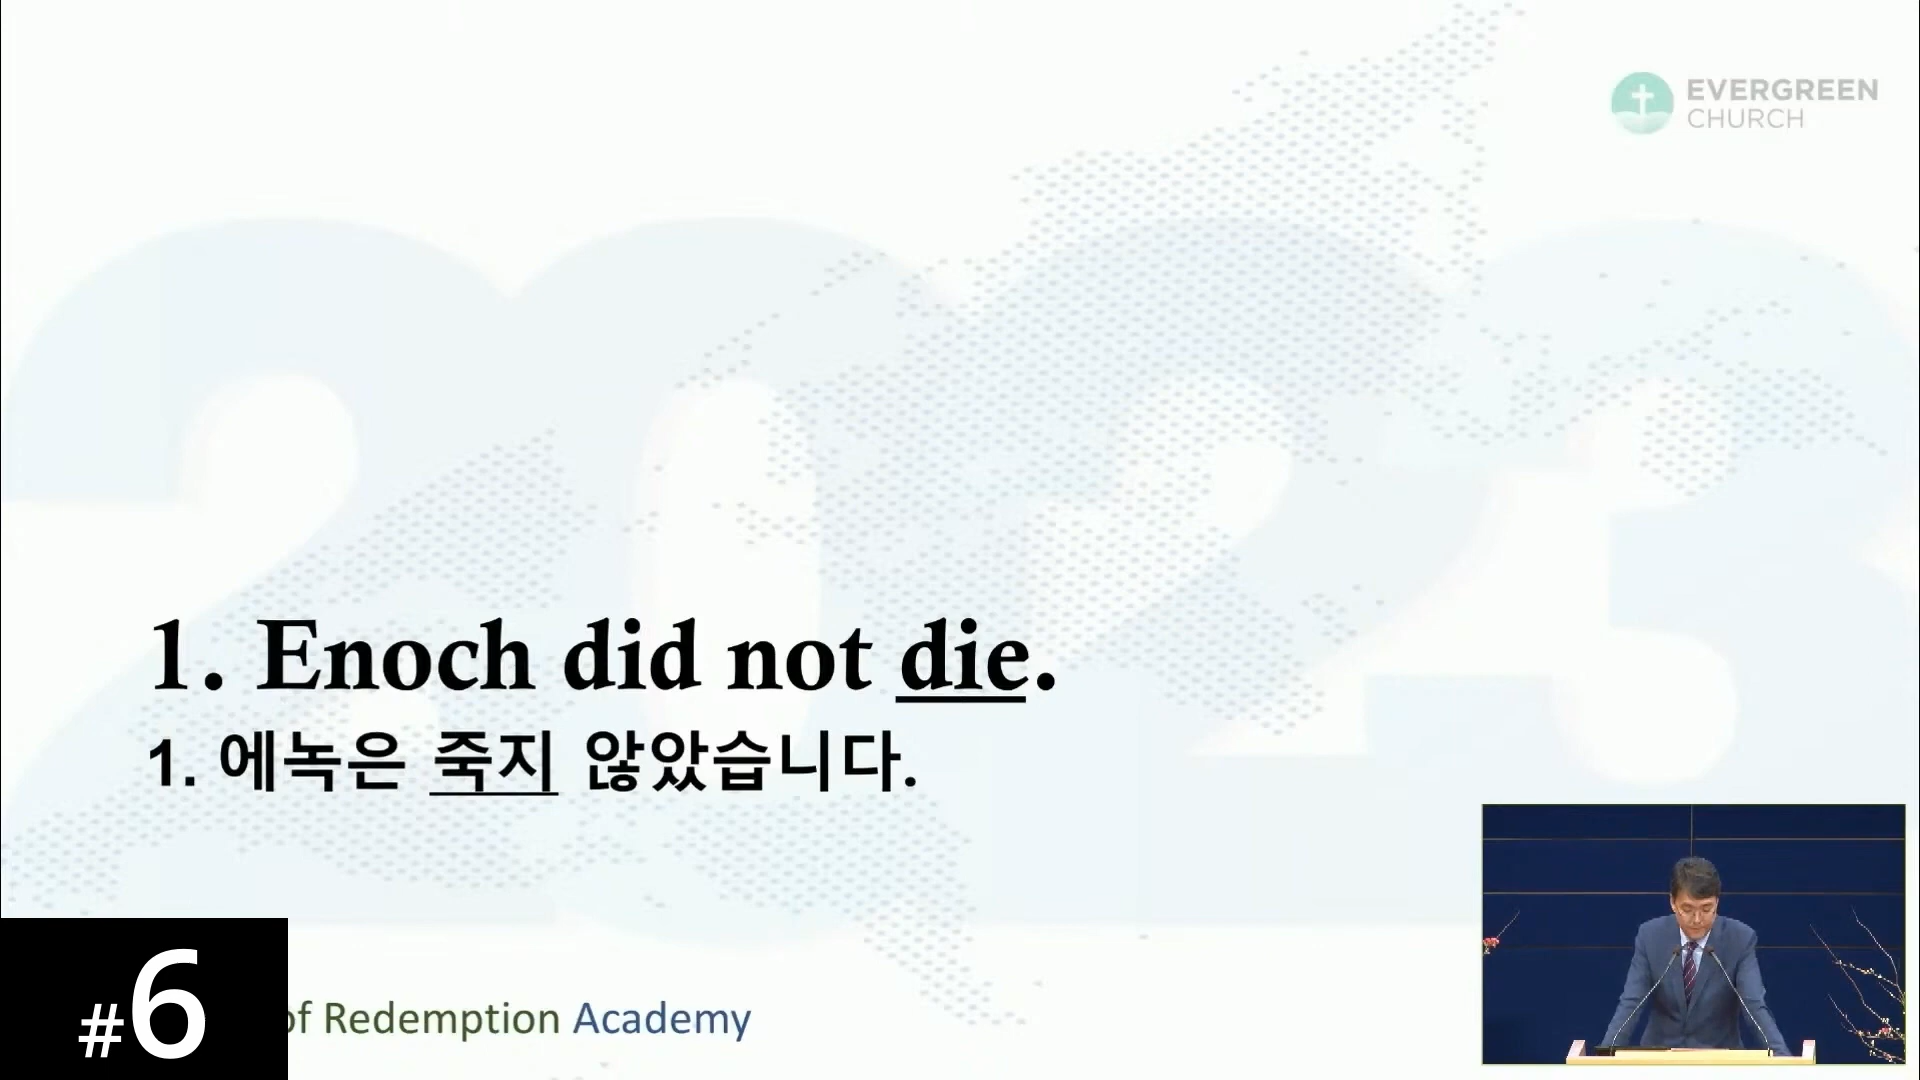 EVERGREEN
CHURCH
1. Enoch did not die.
1. 에녹은 죽지 않았습니다.
#6
of Redemption Academy